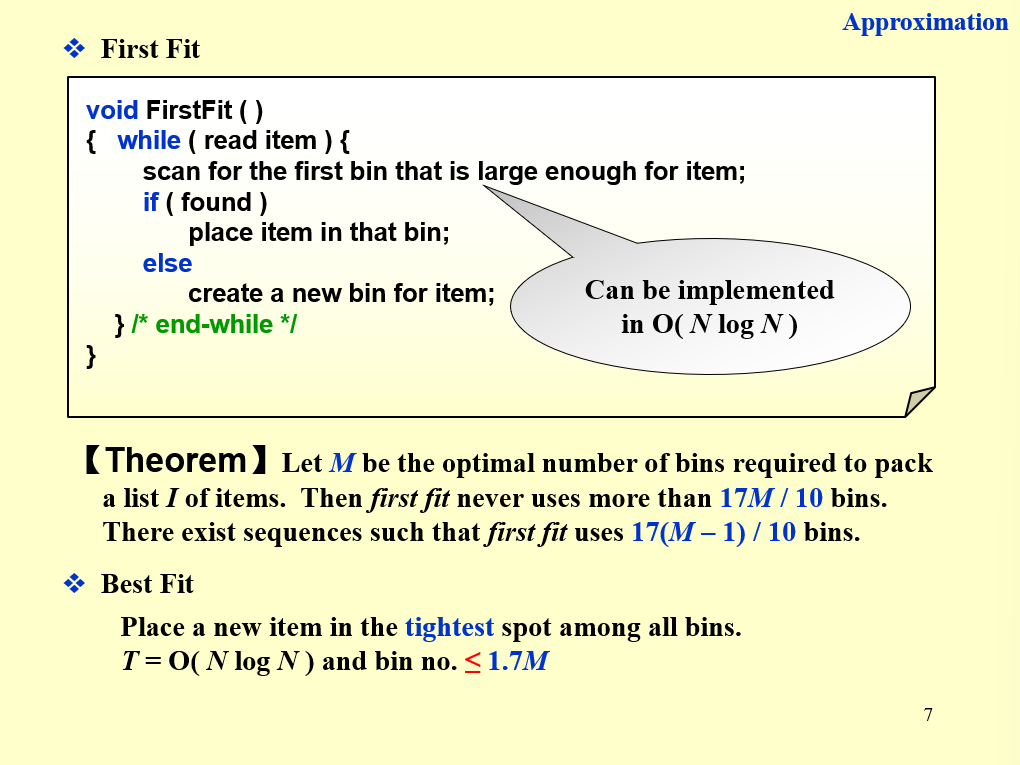 Approximation
❖ First Fit
void FirstFit ( )
{ while ( read item ) {
scan for the first bin that is large enough for item;
if ( found )
place item in that bin;
else
create a new bin for item;
} /* end-while */
}
Can be implemented
in O( N log N )
【Theorem】Let M be the optimal number of bins required to pack
a list I of items. Then first fit never uses more than 17M / 10 bins.
There exist sequences such that first fit uses 17(M – 1) / 10 bins.
❖ Best Fit
Place a new item in the tightest spot among all bins.
T = O( N log N ) and bin no. ≤ 1.7M
7